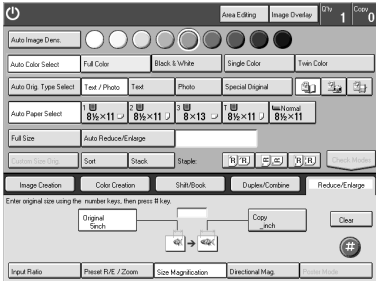 Area Editing Image Overlay Q'ty 1 Copy 0
Auto Image Dens.
Auto Color Select Full Color Black & White Single Color Twin Color
Auto Orig. Type Select Text / Photo Text Photo Special Original
Auto Paper Select 1 8½×11 2 8½×11 3 8×13 T 8½×11 Normal 8½×11
Full Size Auto Reduce/Enlarge
Custom Size Orig. Sort Stack Staple: R R R R R R Check Modes
Image Creation Color Creation Shift/Book Duplex/Combine Reduce/Enlarge
Enter original size using the number keys, then press # key.
Original
5inch
Copy
_inch
Clear
#
Input Ratio Preset R/E / Zoom Size Magnification Directional Mag. Poster Mode